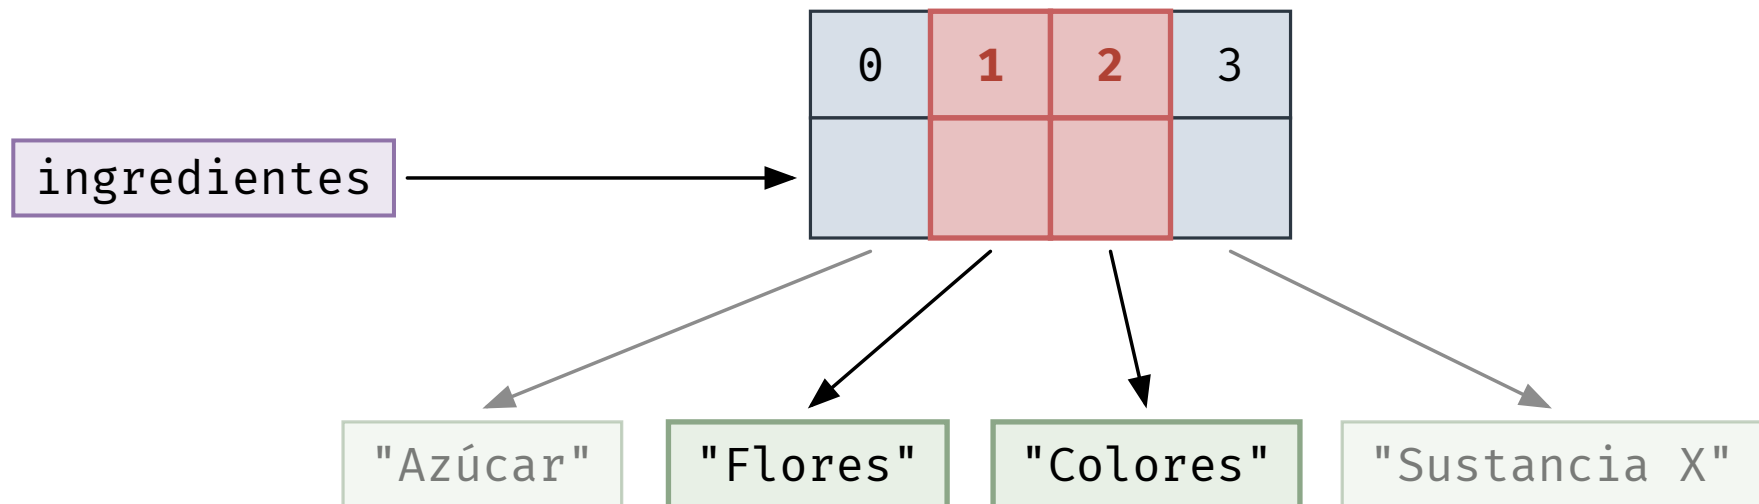 0 1 2 3
ingredientes
"Azúcar" "Flores" "Colores" "Sustancia X"